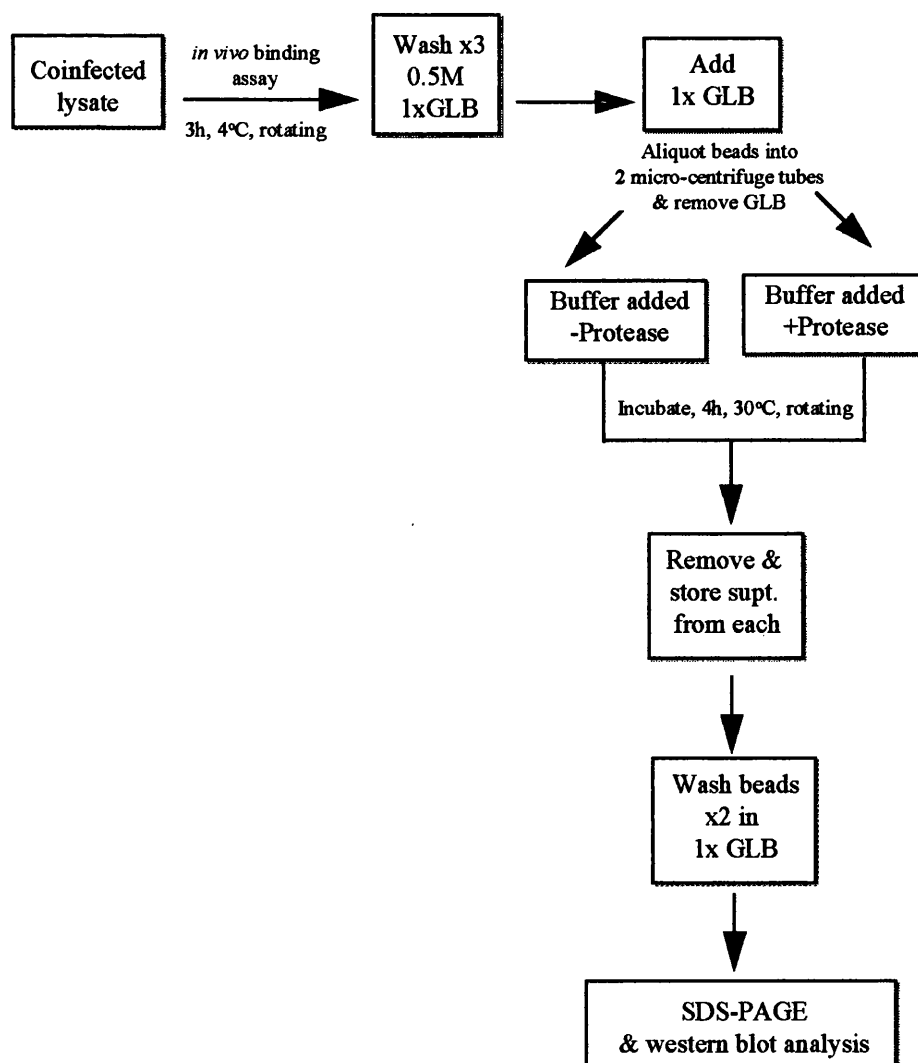 Coinfected
lysate
in vivo binding
assay
3h, 4°C, rotating
Wash x3
0.5M
1xGLB
Add
1x GLB
Aliquot beads into
2 micro-centrifuge tubes
& remove GLB
Buffer added
-Protease
Buffer added
+Protease
Incubate, 4h, 30°C, rotating
Remove &
store supt.
from each
Wash beads
x2 in
1x GLB
SDS-PAGE
& western blot analysis